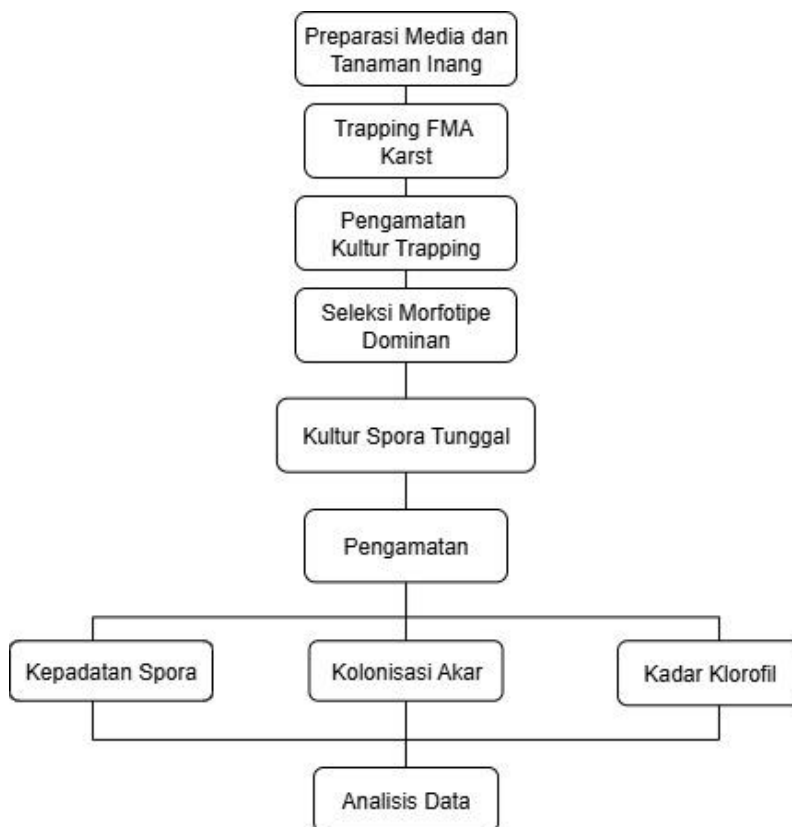 Preparasi Media dan
Tanaman Inang
Trapping FMA
Karst
Pengamatan
Kultur Trapping
Seleksi Morfotipe
Dominan
Kultur Spora Tunggal
Pengamatan
Kepadatan Spora
Kolonisasi Akar
Kadar Klorofil
Analisis Data